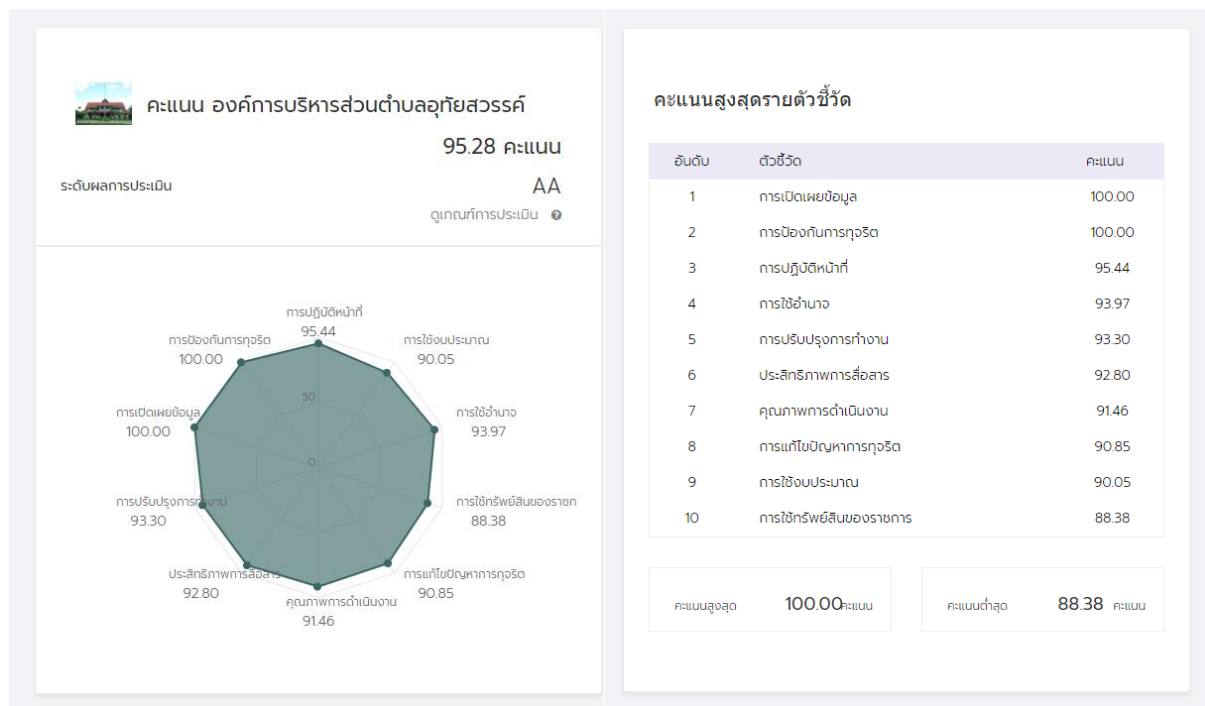 คะแนน องค์การบริหารส่วนตำบลอุทัยสวรรค์
95.28 คะแนน
ระดับผลการประเมิน AA
ดูเกณฑ์การประเมิน
การปฏิบัติหน้าที่
95.44
การป้องกันการทุจริต
100.00
การใช้งบประมาณ
90.05
50
การเปิดเผยข้อมูล
100.00
การใช้อำนาจ
93.97
0
การปรับปรุงการทำงาน
93.30
การใช้ทรัพย์สินของราชก
88.38
ประสิทธิภาพการสื่อสาร
92.80
การแก้ไขปัญหาการทุจริต
90.85
คุณภาพการดำเนินงาน
91.46
คะแนนสูงสุดรายตัวชี้วัด
อันดับ ตัวชี้วัด คะแนน
1 การเปิดเผยข้อมูล 100.00
2 การป้องกันการทุจริต 100.00
3 การปฏิบัติหน้าที่ 95.44
4 การใช้อำนาจ 93.97
5 การปรับปรุงการทำงาน 93.30
6 ประสิทธิภาพการสื่อสาร 92.80
7 คุณภาพการดำเนินงาน 91.46
8 การแก้ไขปัญหาการทุจริต 90.85
9 การใช้งบประมาณ 90.05
10 การใช้ทรัพย์สินของราชการ 88.38
คะแนนสูงสุด 100.00 คะแนน
คะแนนต่ำสุด 88.38 คะแนน